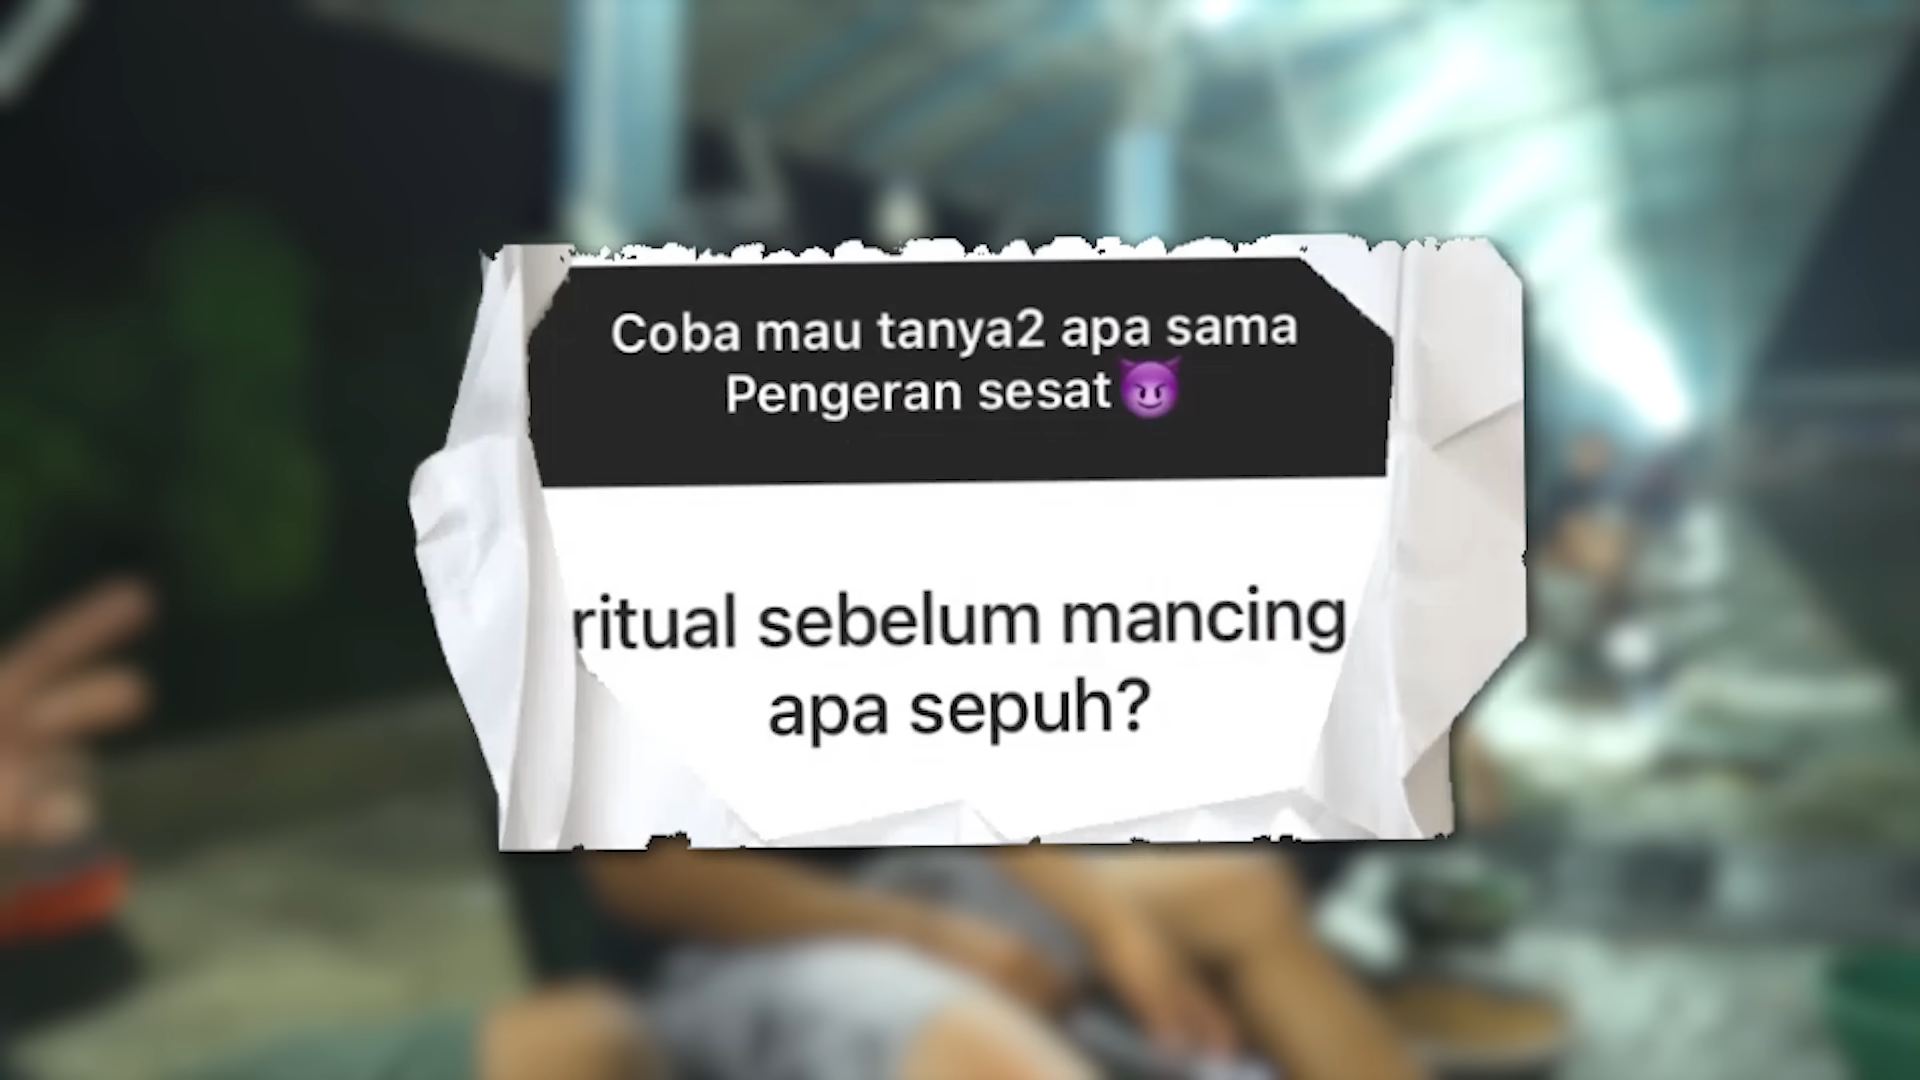 Coba mau tanya2 apa sama
Pengeran sesat😈
ritual sebelum mancing
apa sepuh?